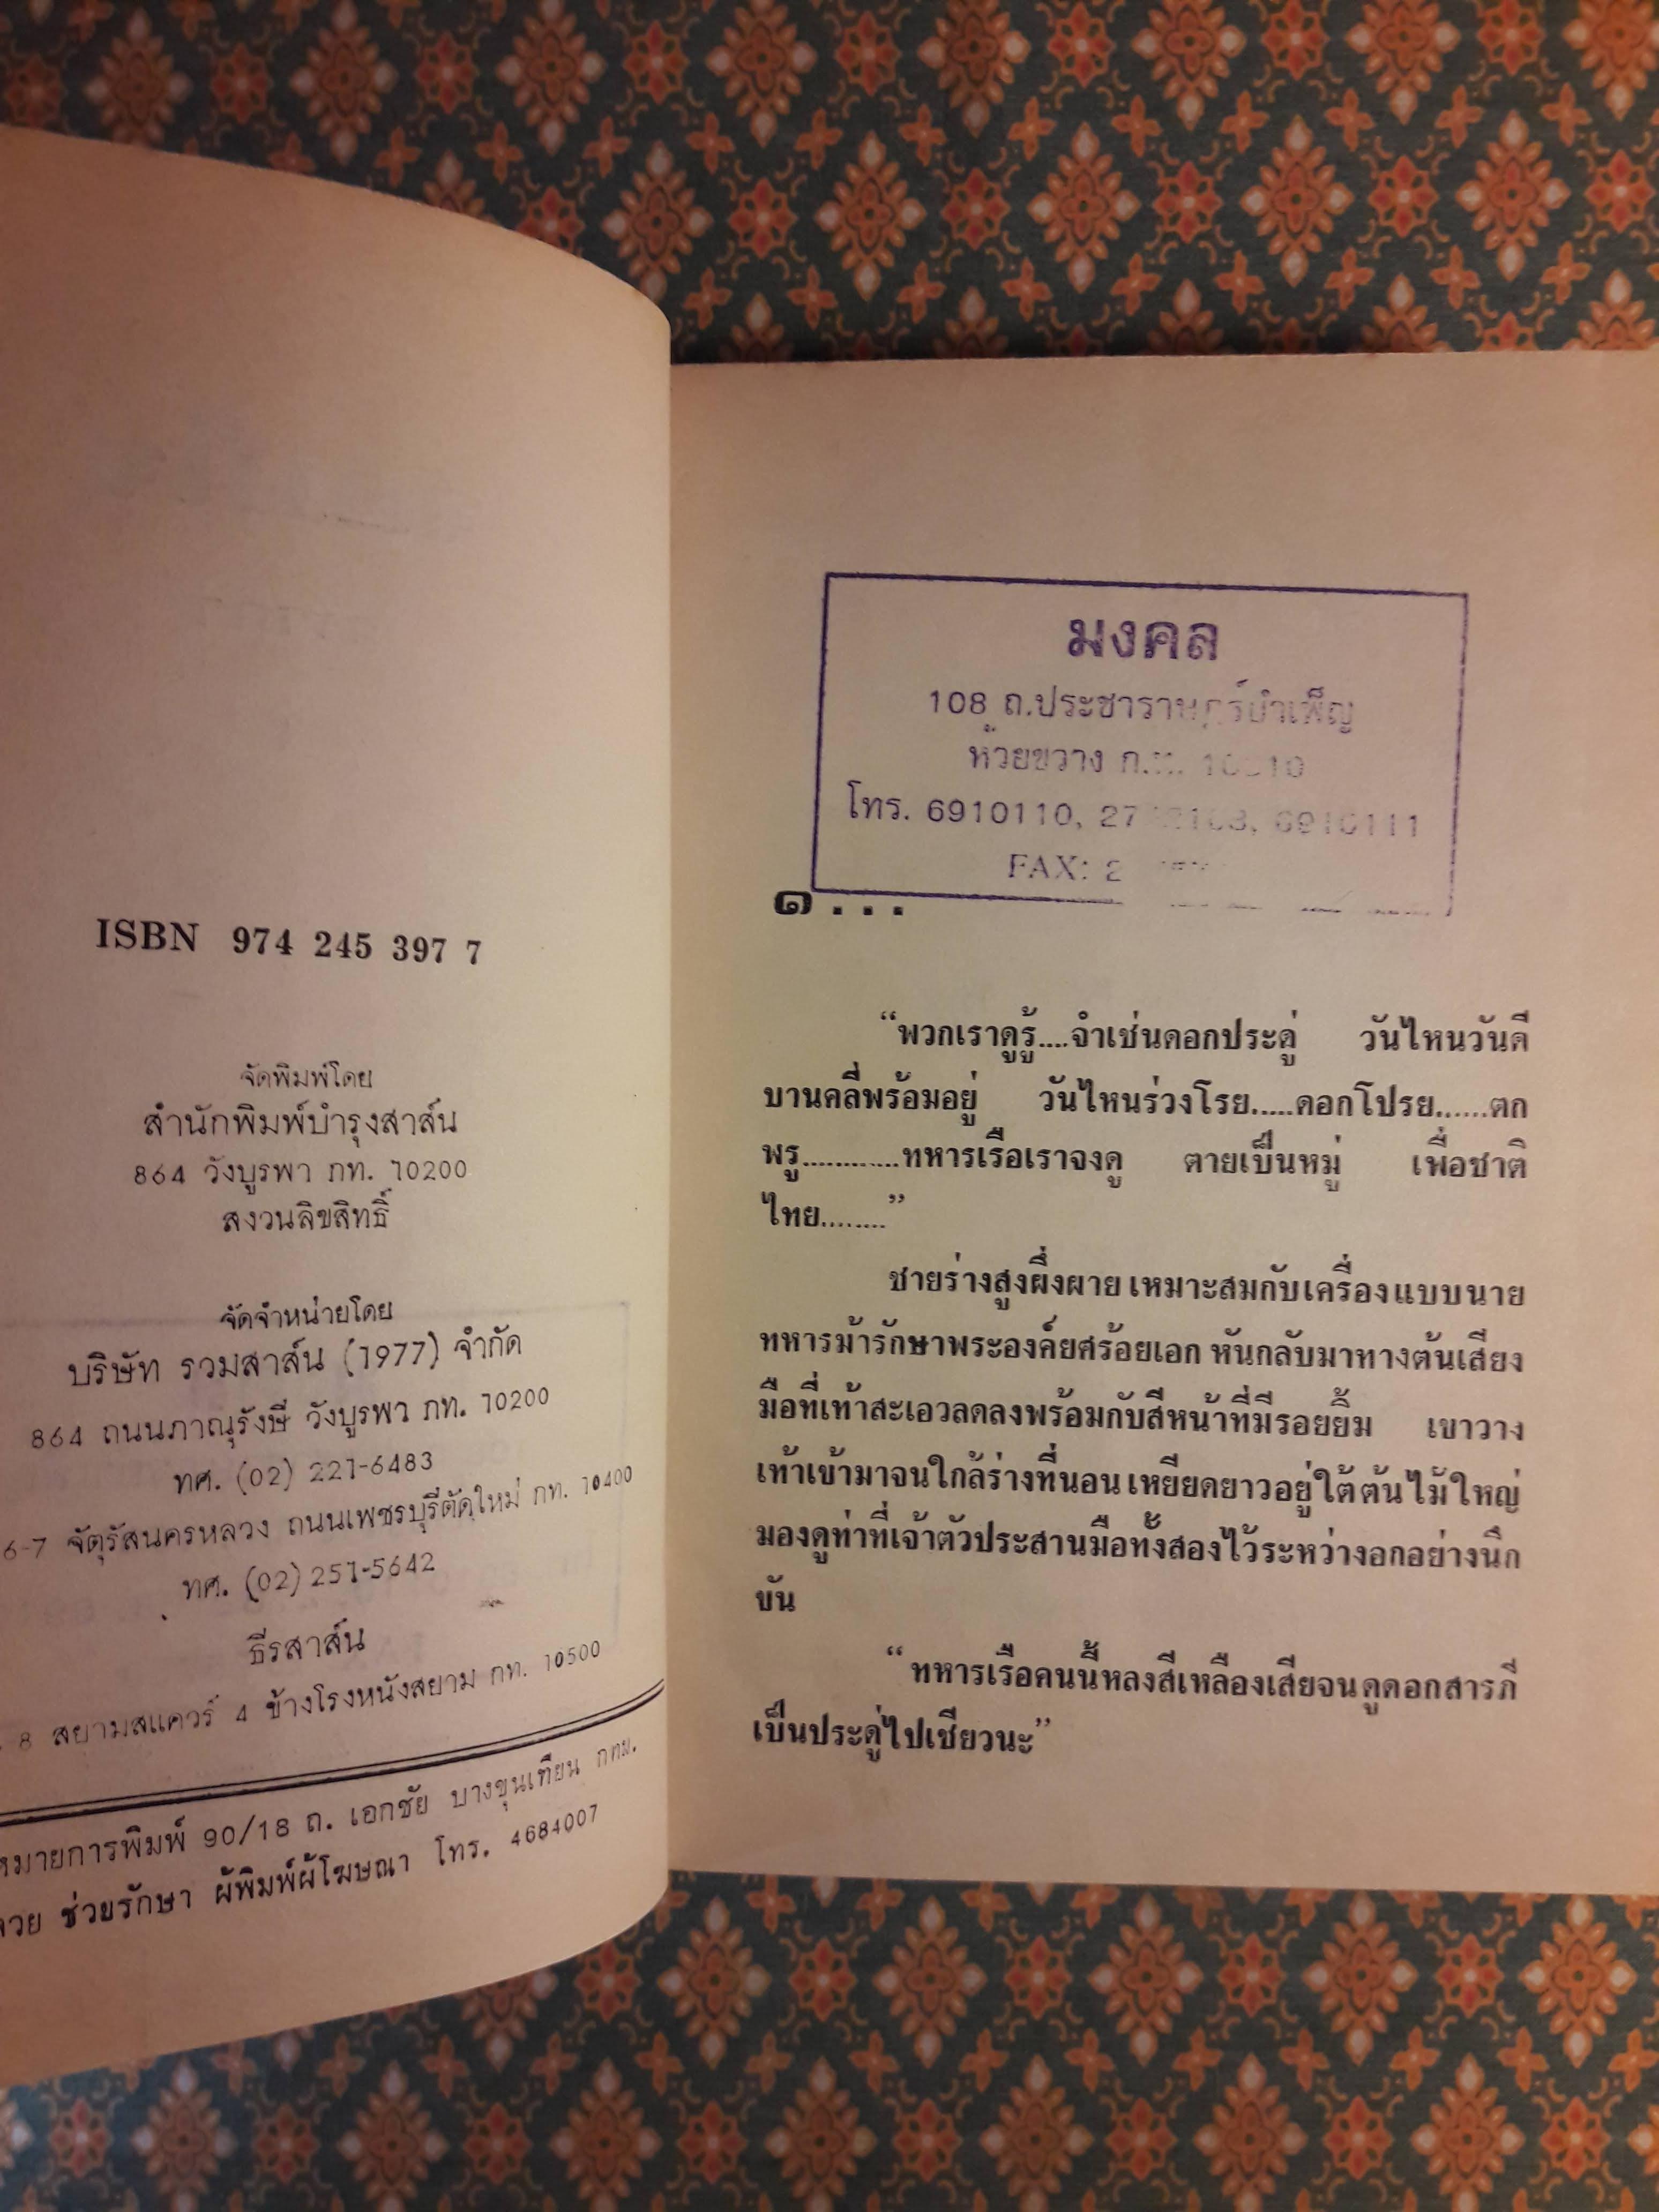 ISBN 974 245 397 7
จัดพิมพ์โดย
สำนักพิมพ์บำรุงสาส์น
864 วังบูรพา กท. 10200
สงวนลิขสิทธิ์
จัดจำหน่ายโดย
บริษัท รวมสาส์น (1977) จำกัด
864 ถนนภาณุรังษี วังบูรพา กท. 10200
ทศ. (02) 221-6483
6-7 จัตุรัสนครหลวง ถนนเพชรบุรีตัดใหม่ กท. 10400
ทศ. (02) 251-5642
ธีรสาส์น
8 สยามสแควร์ 4 ข้างโรงหนังสยาม กท. 10500
หมายการพิมพ์ 90/18 ถ. เอกชัย บางขุนเทียน กทม.
ช่วยรักษา ผู้พิมพ์ผู้โฆษณา โทร. 4684007
มงคล
108 ถ.ประชาราษฎร์บำเพ็ญ
ห้วยขวาง
โทร. 6910110, 6910111
FAX: 2
๑...
“พวกเราดูรู้....จำเช่นดอกประดู่ วันไหนวันดี
บานคลี่พร้อมอยู่ วันไหนร่วงโรย.....ดอกโปรย......ตก
พรู............ทหารเรือเราจงดู ตายเป็นหมู่ เพื่อชาติ
ไทย........”
ชายร่างสูงผึ่งผาย เหมาะสมกับเครื่องแบบนาย
ทหารม้ารักษาพระองค์ยศร้อยเอก หันกลับมาทางต้นเสียง
มือที่เท้าสะเอวลดลงพร้อมกับสีหน้าที่มีรอยยิ้ม เขาวาง
เท้าเข้ามาจนใกล้ร่างที่นอน เหยียดยาวอยู่ ใต้ต้นไม้ใหญ่
มองดูท่าที่เจ้าตัวประสานมือทั้งสองไว้ระหว่างอกอย่างนึก
ขัน
“ทหารเรือคนนี้หลงสีเหลืองเสียจนดูดอกสารภี
เป็นประดู่ไปเชียวนะ”